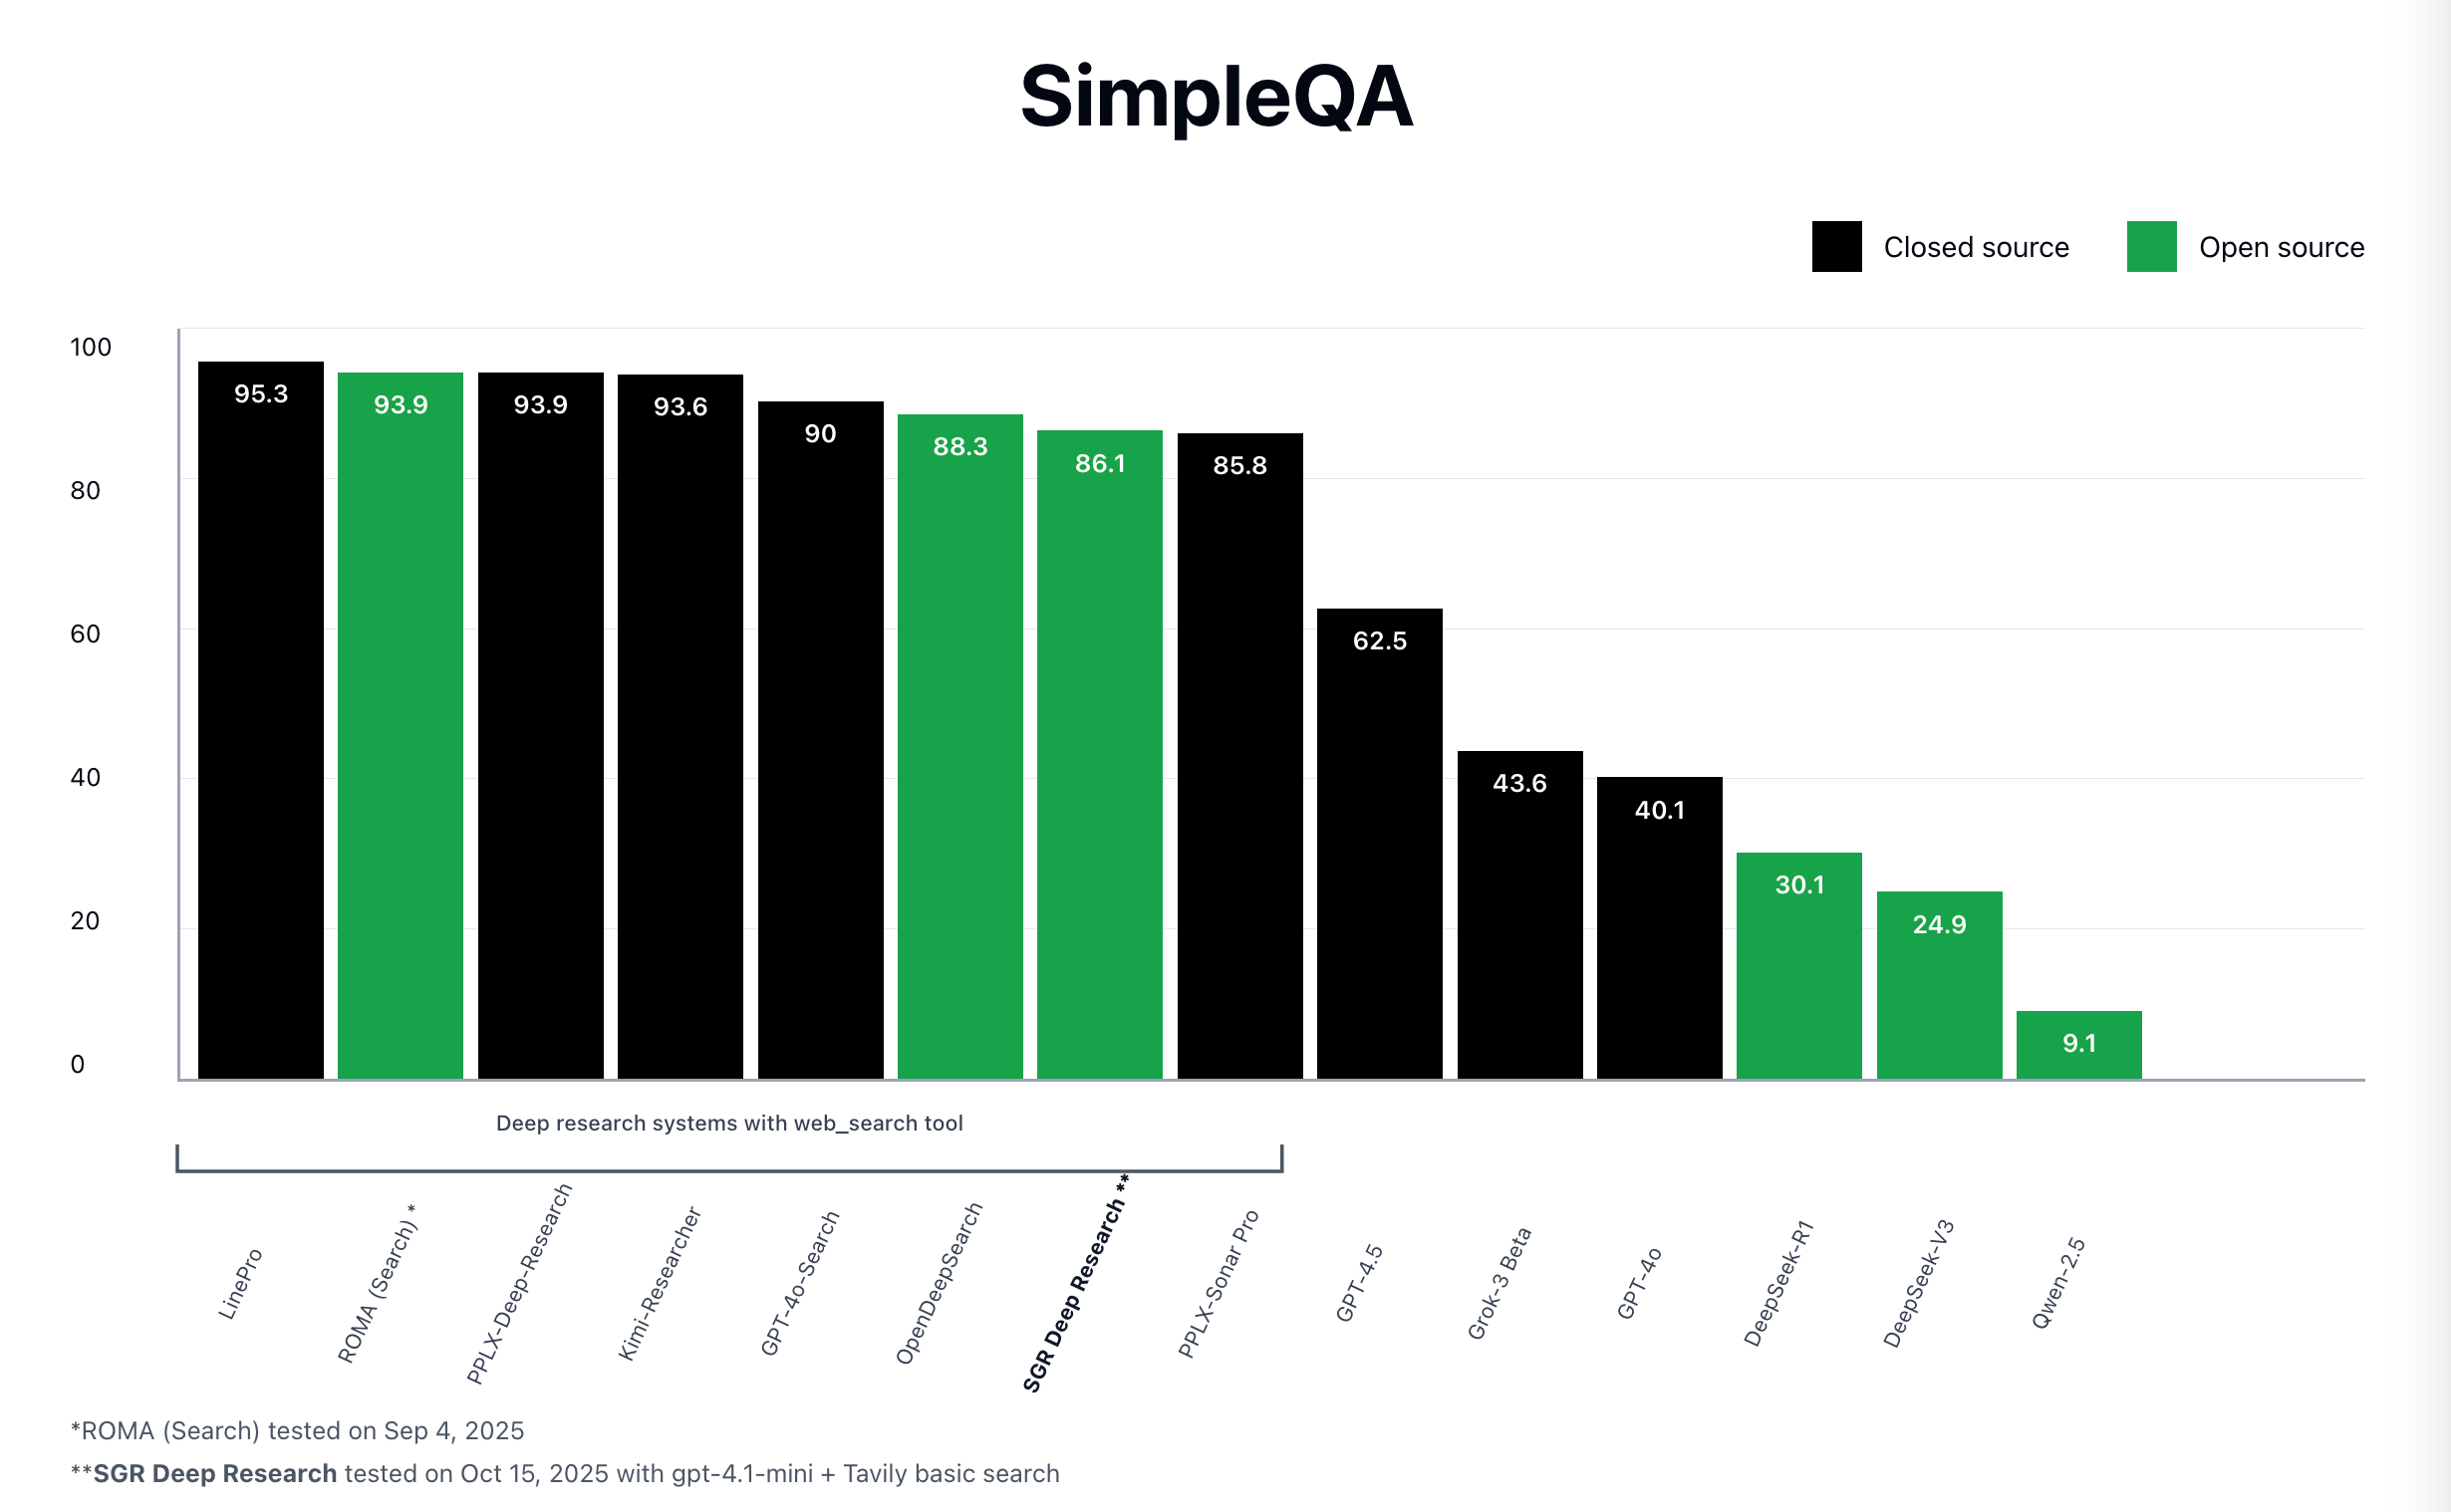 SimpleQA
Closed source
Open source
100
80
60
40
20
0
95.3
93.9
93.9
93.6
90
88.3
86.1
85.8
62.5
43.6
40.1
30.1
24.9
9.1
Deep research systems with web_search tool
LinePro
ROMA (Search) *
PPLX-Deep-Research
Kimi-Researcher
GPT-4o-Search
OpenDeepSearch
SGR Deep Research **
PPLX-Sonar Pro
GPT-4.5
Grok-3 Beta
GPT-4o
DeepSeek-R1
DeepSeek-V3
Qwen-2.5
*ROMA (Search) tested on Sep 4, 2025
**SGR Deep Research tested on Oct 15, 2025 with gpt-4.1-mini + Tavily basic search